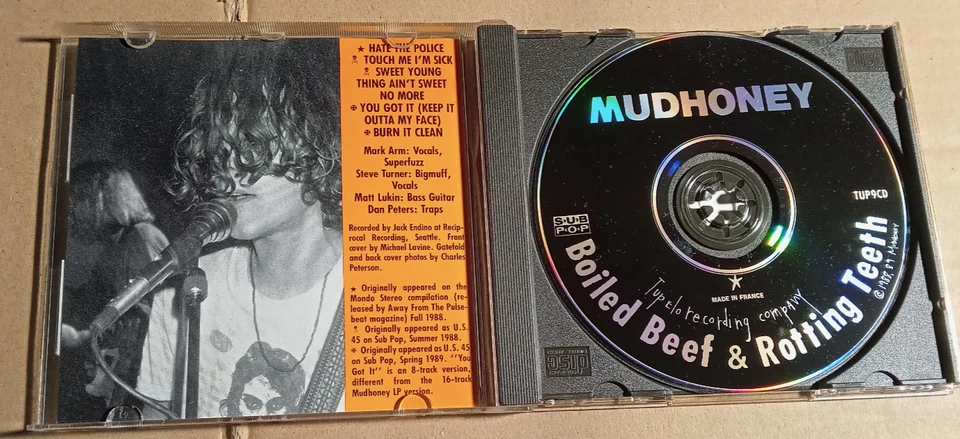 ★ HATE THE POLICE
TOUCH ME I'M SICK
SWEET YOUNG
THING AIN'T SWEET
NO MORE
✠ YOU GOT IT (KEEP IT
OUTTA MY FACE)
✠ BURN IT CLEAN
Mark Arm: Vocals,
Superfuzz
Steve Turner: Bigmuff,
Vocals
Matt Lukin: Bass Guitar
Dan Peters: Traps
Recorded by Jack Endino at Recip-
rocal Recording, Seattle. Front
cover by Michael Lavine. Gatefold
and back cover photos by Charles
Peterson.
★ Originally appeared on the
Mondo Stereo compilation (re-
leased by Away From The Pulse-
beat magazine) Fall 1988.
Originally appeared as U.S.
45 on Sub Pop, Summer 1988.
✠ Originally appeared as U.S. 45
on Sub Pop, Spring 1989. "You
Got It" is an 8-track version,
different from the 16-track
Mudhoney LP version.
MUDHONEY
TUP9CD
SUB
POP
MADE IN FRANCE
Tupelo recording company
Boiled Beef & Rotting Teeth
© 1988, 89 Mudhoney